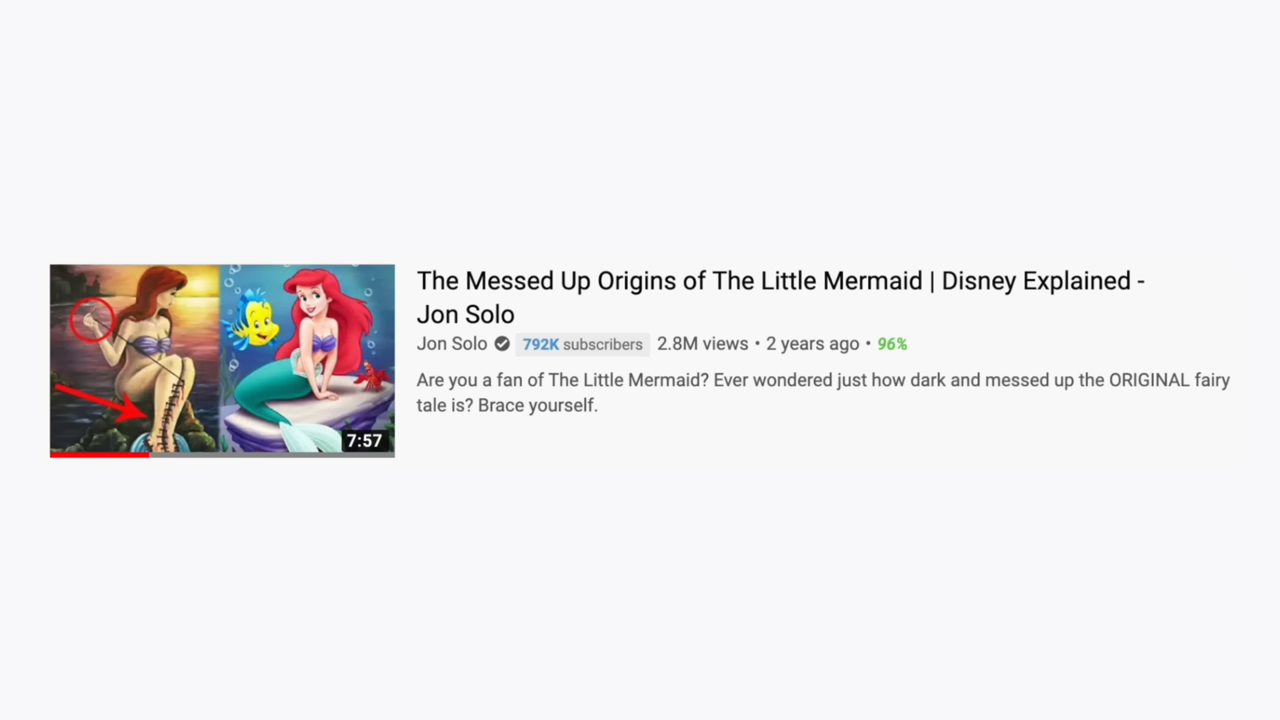 The Messed Up Origins of The Little Mermaid | Disney Explained -
Jon Solo
Jon Solo 792K subscribers 2.8M views • 2 years ago • 96%
Are you a fan of The Little Mermaid? Ever wondered just how dark and messed up the ORIGINAL fairy
tale is? Brace yourself.
7:57